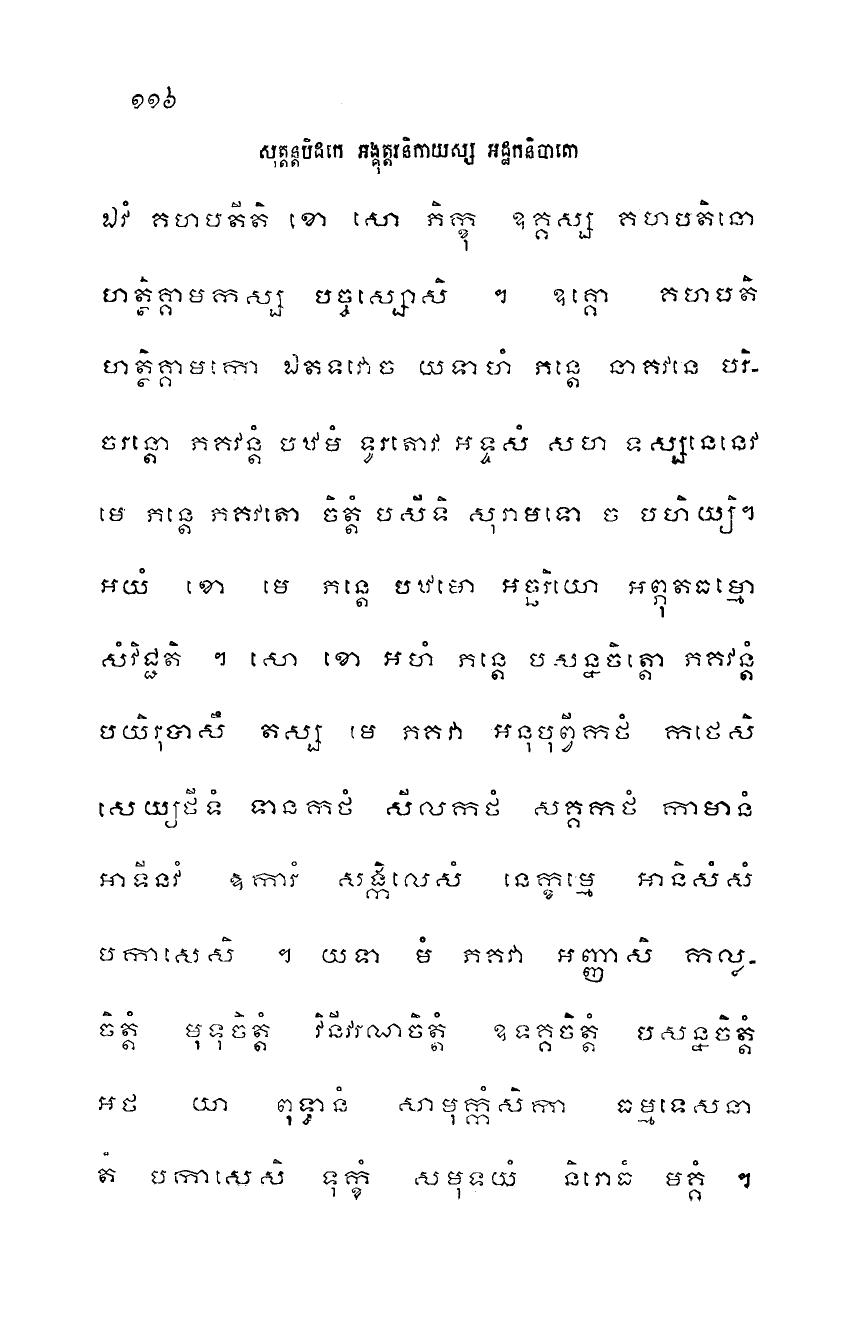 ១១៦
សុត្តន្តបិដកេ អង្គុត្តរនិកាយស្ស អដ្ឋកនិបាតោ
ឯវំ គហបតីតិ ខោ សោ ភិក្ខុ ឧគ្គស្ស គហបតិនោ
ហត្ថិគ្គាមកស្ស បច្ចស្សោសិ ។ ឧគ្គោ គហបតិ
ហត្ថិគ្គាមកោ ឯតទវោច យទាហំ ភន្តេ នាគវនេ បរិ-
ចរន្តោ ភគវន្តំ បឋមំ ទូរតោវ អទ្ទសំ សហ ទស្សនេនេវ
មេ ភន្តេ ភគវតោ ចិត្តំ បសីទិ សុរាមទោ ច បហិយ្យិ។
អយំ ខោ មេ ភន្តេ បឋមោ អច្ឆរិយោ អព្ភុតធម្មោ
សំវិជ្ជតិ ។ សោ ខោ អហំ ភន្តេ បសន្នចិត្តោ ភគវន្តំ
បយិរុបាសឹ តស្ស មេ ភគវា អនុបុព្វីកថំ កថេសិ
សេយ្យថីទំ ទានកថំ សីលកថំ សគ្គកថំ កាមានំ
អាទីនវំ ឱការំ សង្កិលេសំ នេក្ខម្មេ អានិសំសំ
បកាសេសិ ។ យទា មំ ភគវា អញ្ញាសិ កល្ល-
ចិត្តំ មុទុចិត្តំ វិនីវរណចិត្តំ ឧទគ្គចិត្តំ បសន្នចិត្តំ
អថ យា ពុទ្ធានំ សាមុក្កំសិកា ធម្មទេសនា
តំ បកាសេសិ ទុក្ខំ សមុទយំ និរោធំ មគ្គំ ។